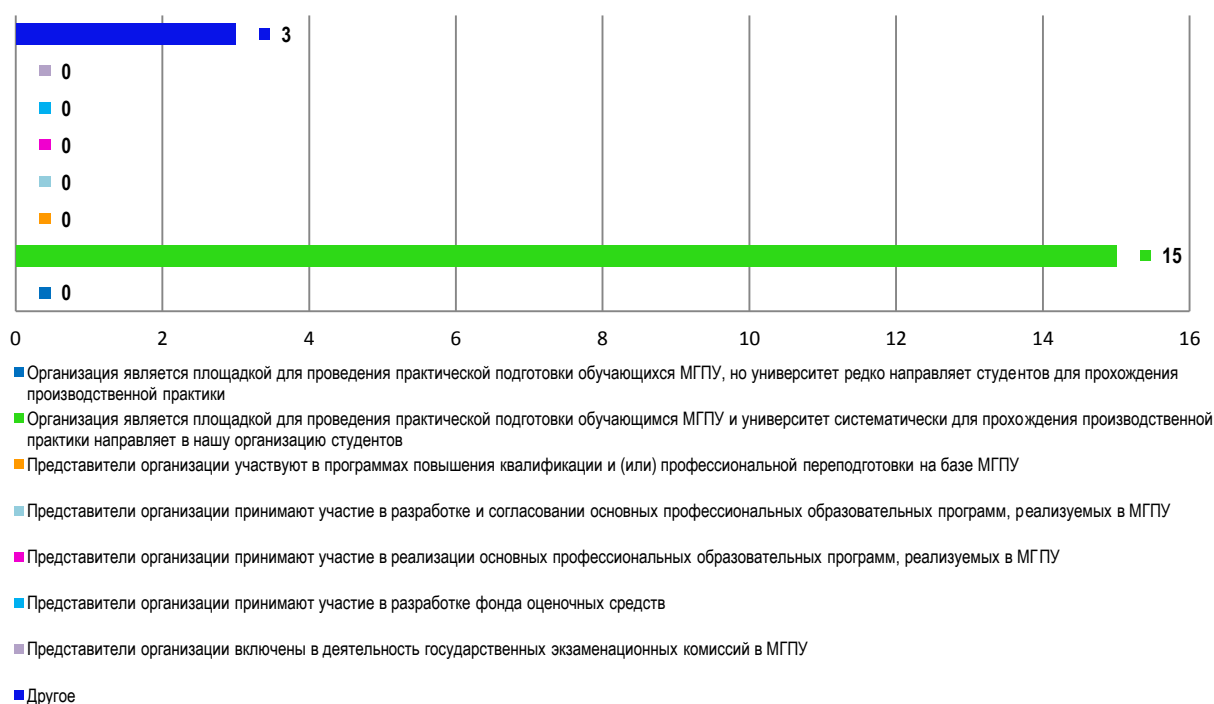 3
0
0
0
0
0
15
0
0 2 4 6 8 10 12 14 16
Организация является площадкой для проведения практической подготовки обучающихся МГПУ, но университет редко направляет студентов для прохождения
производственной практики
Организация является площадкой для проведения практической подготовки обучающимся МГПУ и университет систематически для прохождения производственной
практики направляет в нашу организацию студентов
Представители организации участвуют в программах повышения квалификации и (или) профессиональной переподготовки на базе МГПУ
Представители организации принимают участие в разработке и согласовании основных профессиональных образовательных программ, реализуемых в МГПУ
Представители организации принимают участие в реализации основных профессиональных образовательных программ, реализуемых в МГПУ
Представители организации принимают участие в разработке фонда оценочных средств
Представители организации включены в деятельность государственных экзаменационных комиссий в МГПУ
Другое